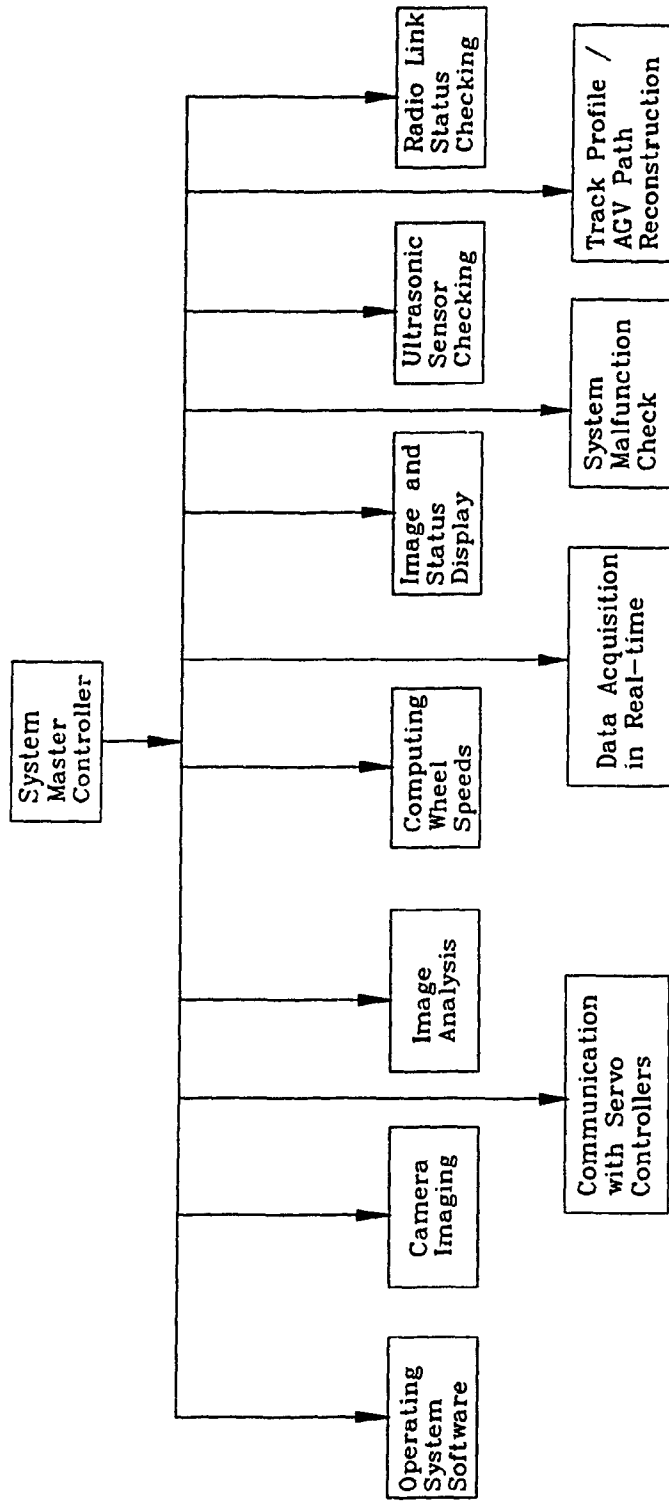 System
Master
Controller
Operating
System
Software
Camera
Imaging
Image
Analysis
Computing
Wheel
Speeds
Image and
Status
Display
Ultrasonic
Sensor
Checking
Radio Link
Status
Checking
Communication
with Servo
Controllers
Data Acquisition
in Real-time
System
Malfunction
Check
Track Profile /
AGV Path
Reconstruction